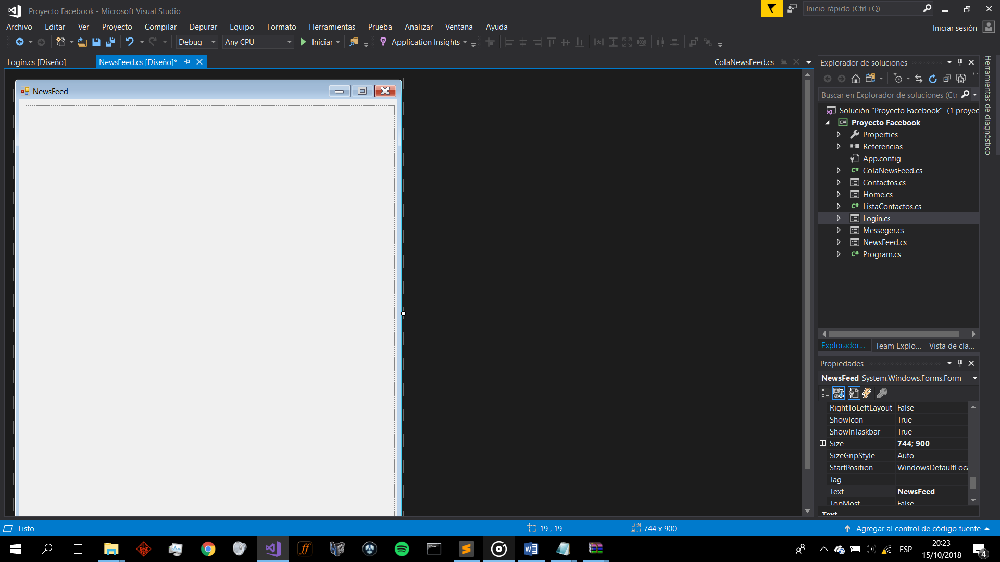 Proyecto Facebook - Microsoft Visual Studio
Inicio rápido (Ctrl+Q)
Archivo Editar Ver Proyecto Compilar Depurar Equipo Formato Herramientas Prueba Analizar Ventana Ayuda
Iniciar sesión
Debug Any CPU Iniciar Application Insights
Login.cs [Diseño] NewsFeed.cs [Diseño]* ColaNewsFeed.cs
NewsFeed
Explorador de soluciones
Buscar en Explorador de soluciones (Ctr
Solución "Proyecto Facebook" (1 proyec
Proyecto Facebook
Properties
Referencias
App.config
ColaNewsFeed.cs
Contactos.cs
Home.cs
ListaContactos.cs
Login.cs
Messeger.cs
NewsFeed.cs
Program.cs
Explorador... Team Explo... Vista de cla...
Herramientas de diagnóstico
Propiedades
NewsFeed System.Windows.Forms.Form
RightToLeftLayout False
ShowIcon True
ShowInTaskbar True
Size 744; 900
SizeGripStyle Auto
StartPosition WindowsDefaultLoca
Tag
Text NewsFeed
TopMost False
Text
Listo 19 , 19 744 x 900 Agregar al control de código fuente
ESP
20:23
15/10/2018
4